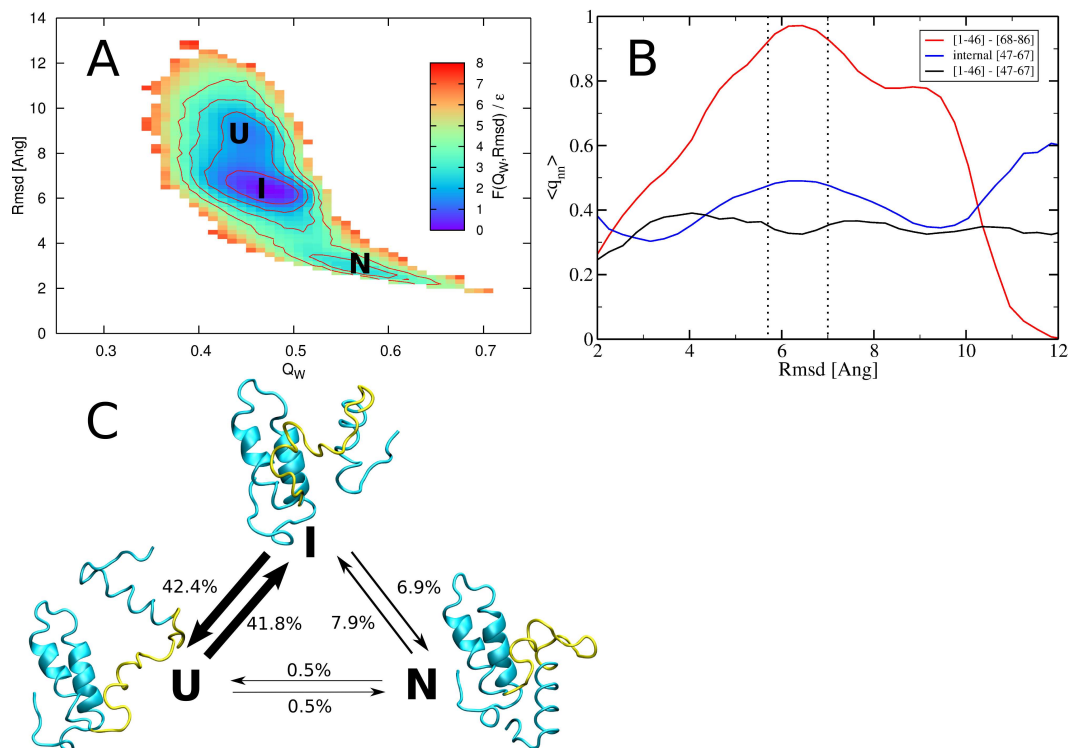 A
14
12
10
8
6
4
2
0
Rmsd [Ang]
0.3
0.4
0.5
0.6
0.7
Q_W
U
I
N
8
7
6
5
4
3
2
1
0
F(Q_W,Rmsd) / ε
B
1
0.8
0.6
0.4
0.2
0
<q_nn>
2
4
6
8
10
12
Rmsd [Ang]
[1-46] - [68-86]
internal [47-67]
[1-46] - [47-67]
C
I
42.4%
41.8%
6.9%
7.9%
U
0.5%
0.5%
N